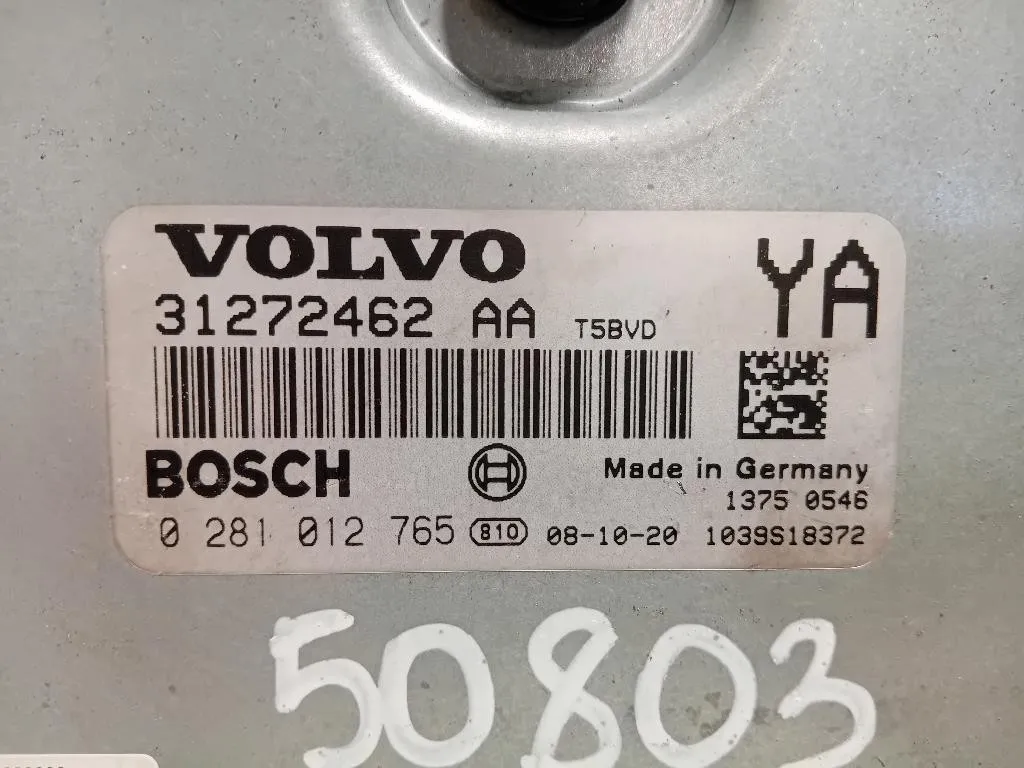 VOLVO
YA
31272462 AA T5BVD
BOSCH
Made in Germany
1375 0546
0 281 012 765 810 08-10-20 1039S18372
50803